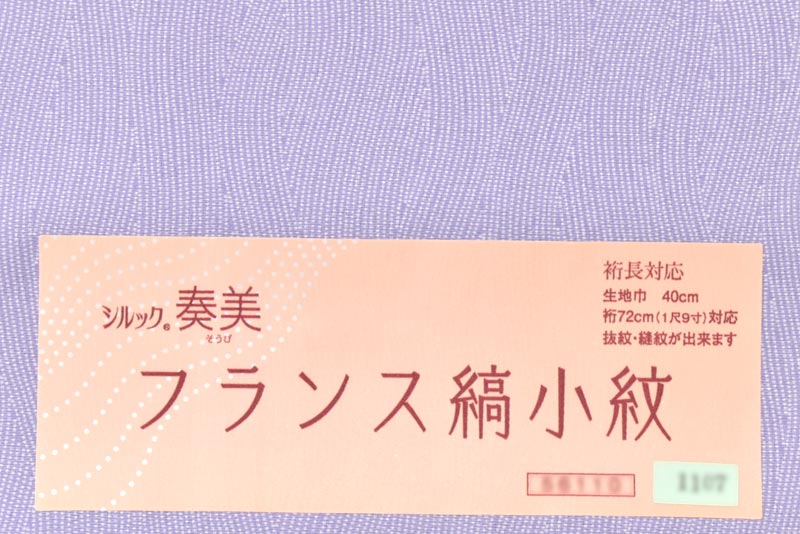 シルック® 奏美
そうび
フランス縞小紋
裄長対応
生地巾 40cm
裄72cm(1尺9寸)対応
抜紋・縫紋が出来ます